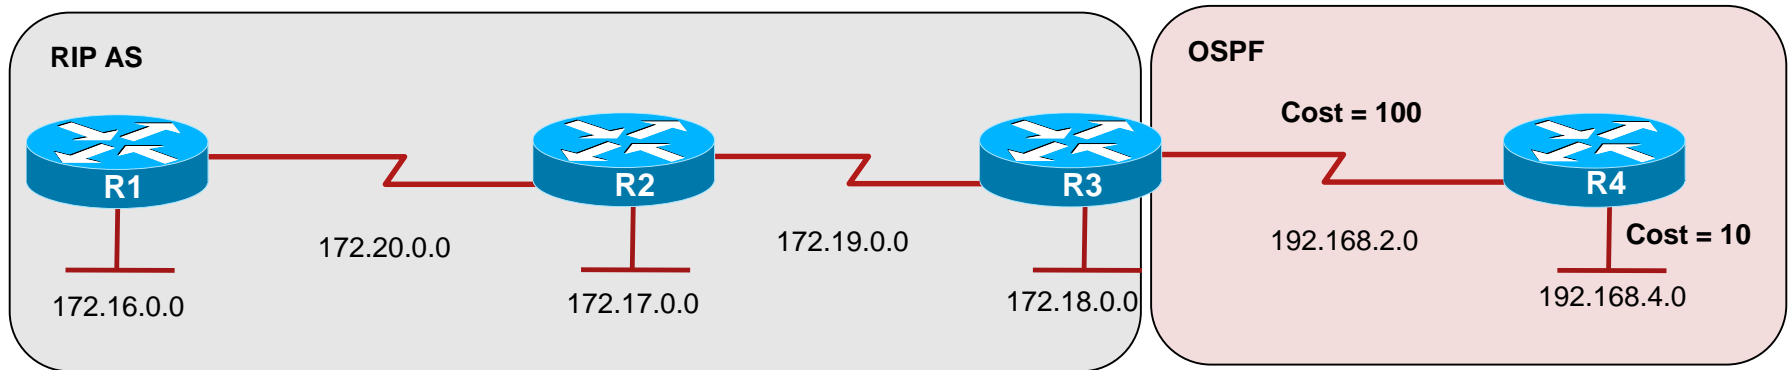 RIP AS
OSPF
Cost = 100
R1
R2
R3
R4
172.20.0.0
172.19.0.0
192.168.2.0
Cost = 10
172.16.0.0
172.17.0.0
172.18.0.0
192.168.4.0